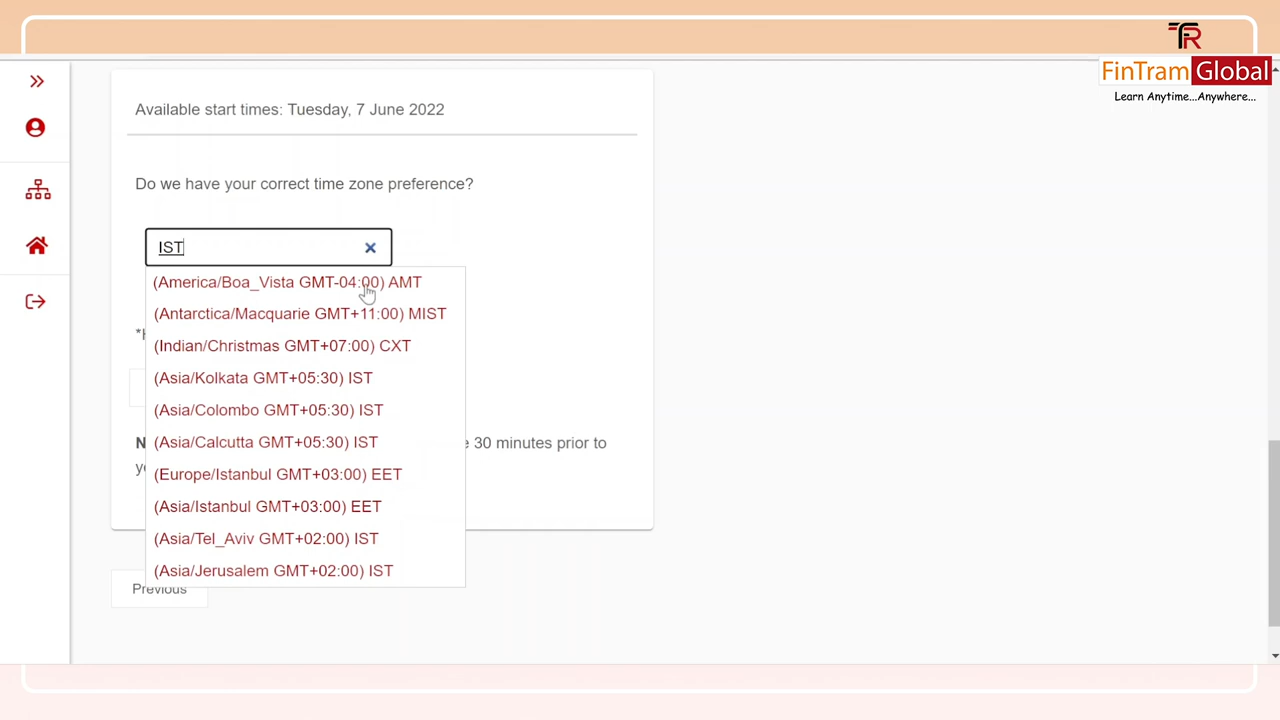 TR
FinTram Global
Learn Anytime...Anywhere...
Available start times: Tuesday, 7 June 2022
Do we have your correct time zone preference?
IST
(America/Boa_Vista GMT-04:00) AMT
(Antarctica/Macquarie GMT+11:00) MIST
(Indian/Christmas GMT+07:00) CXT
(Asia/Kolkata GMT+05:30) IST
(Asia/Colombo GMT+05:30) IST
(Asia/Calcutta GMT+05:30) IST
30 minutes prior to
(Europe/Istanbul GMT+03:00) EET
(Asia/Istanbul GMT+03:00) EET
(Asia/Tel_Aviv GMT+02:00) IST
(Asia/Jerusalem GMT+02:00) IST
Previous